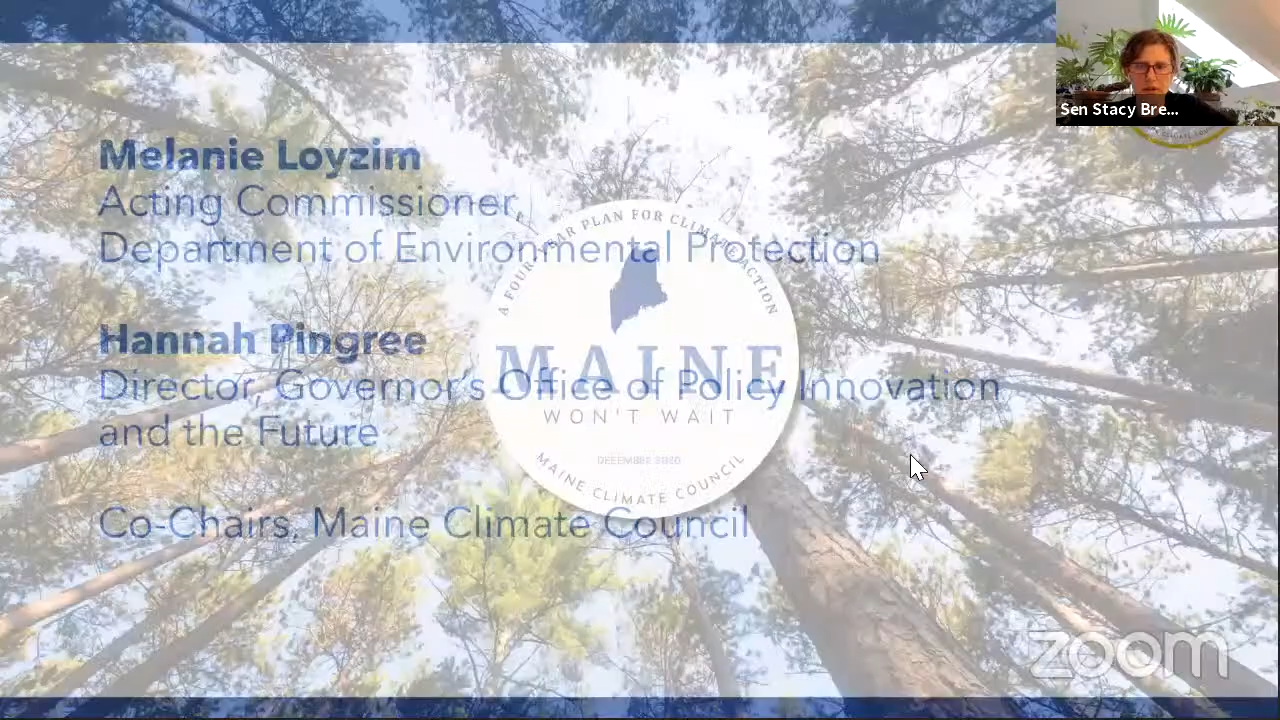 Sen Stacy Bre...
Melanie Loyzim
Acting Commissioner
Department of Environmental Protection
A FOUR YEAR PLAN FOR CLIMATE ACTION
Hannah Pingree
MAINE
Director, Governor's Office of Policy Innovation
and the Future
WON'T WAIT
DECEMBER 2020
MAINE CLIMATE COUNCIL
Co-Chairs, Maine Climate Council
zoom